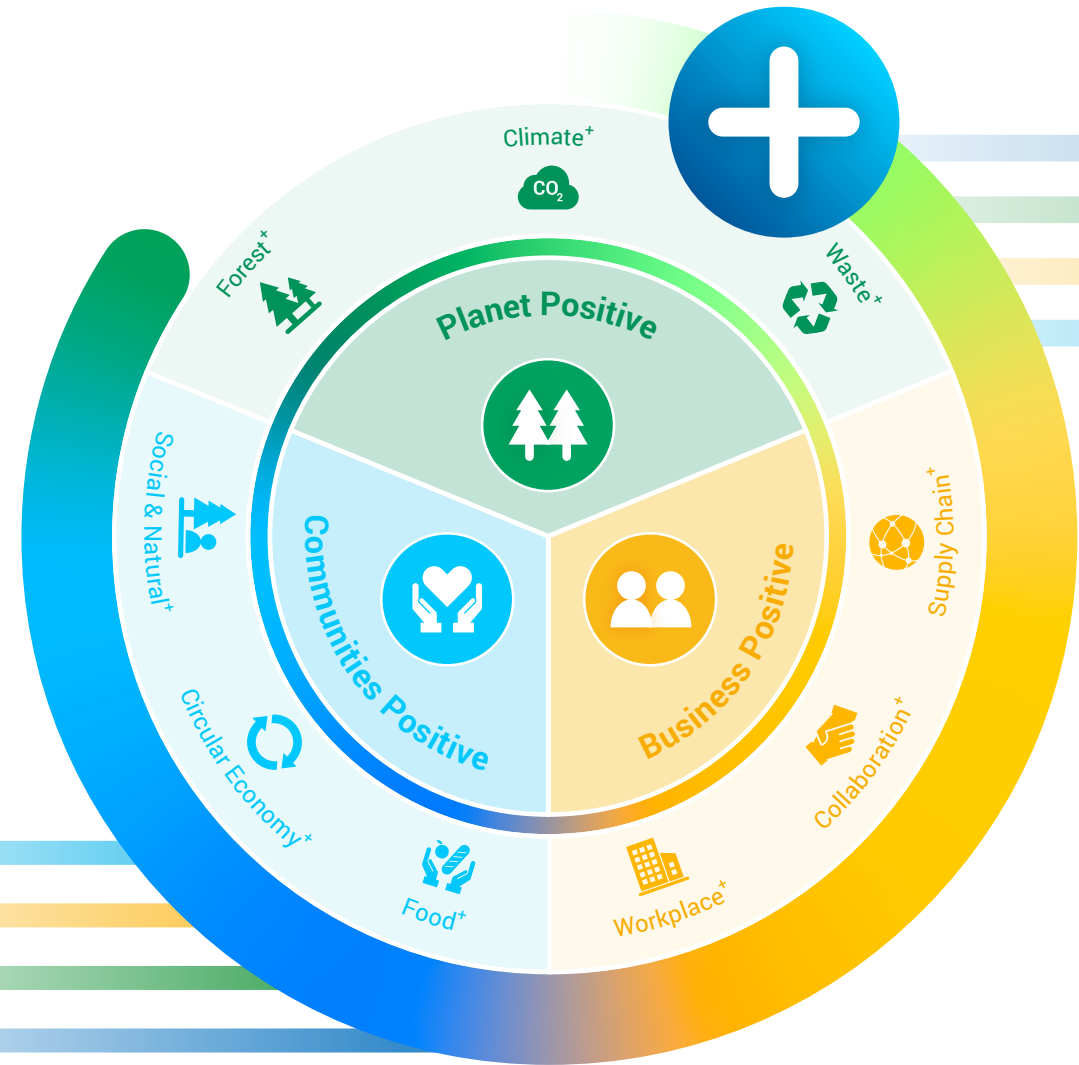 Climate+
CO2
Forest+
Waste+
Planet Positive
Social & Natural+
Supply Chain+
Communities Positive
Business Positive
Circular Economy+
Collaboration+
Food+
Workplace+